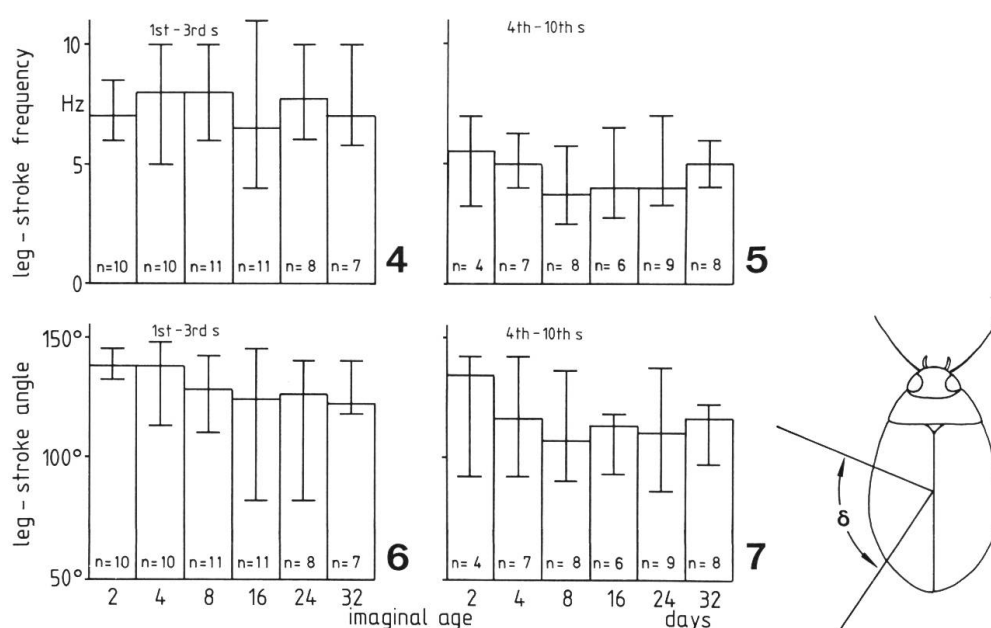 leg-stroke frequency
10
Hz
5
0
1st-3rd s
n=10 n=10 n=11 n=11 n= 8 n=7
4
4th-10th s
n= 4 n= 7 n= 8 n= 6 n= 9 n= 8
5
leg-stroke angle
150°
100°
50°
1st-3rd s
n=10 n=10 n=11 n=11 n= 8 n=7
6
2 4 8 16 24 32
4th-10th s
n=4 n= 7 n= 8 n= 6 n=9 n= 8
7
2 4 8 16 24 32
imaginal age days
δ